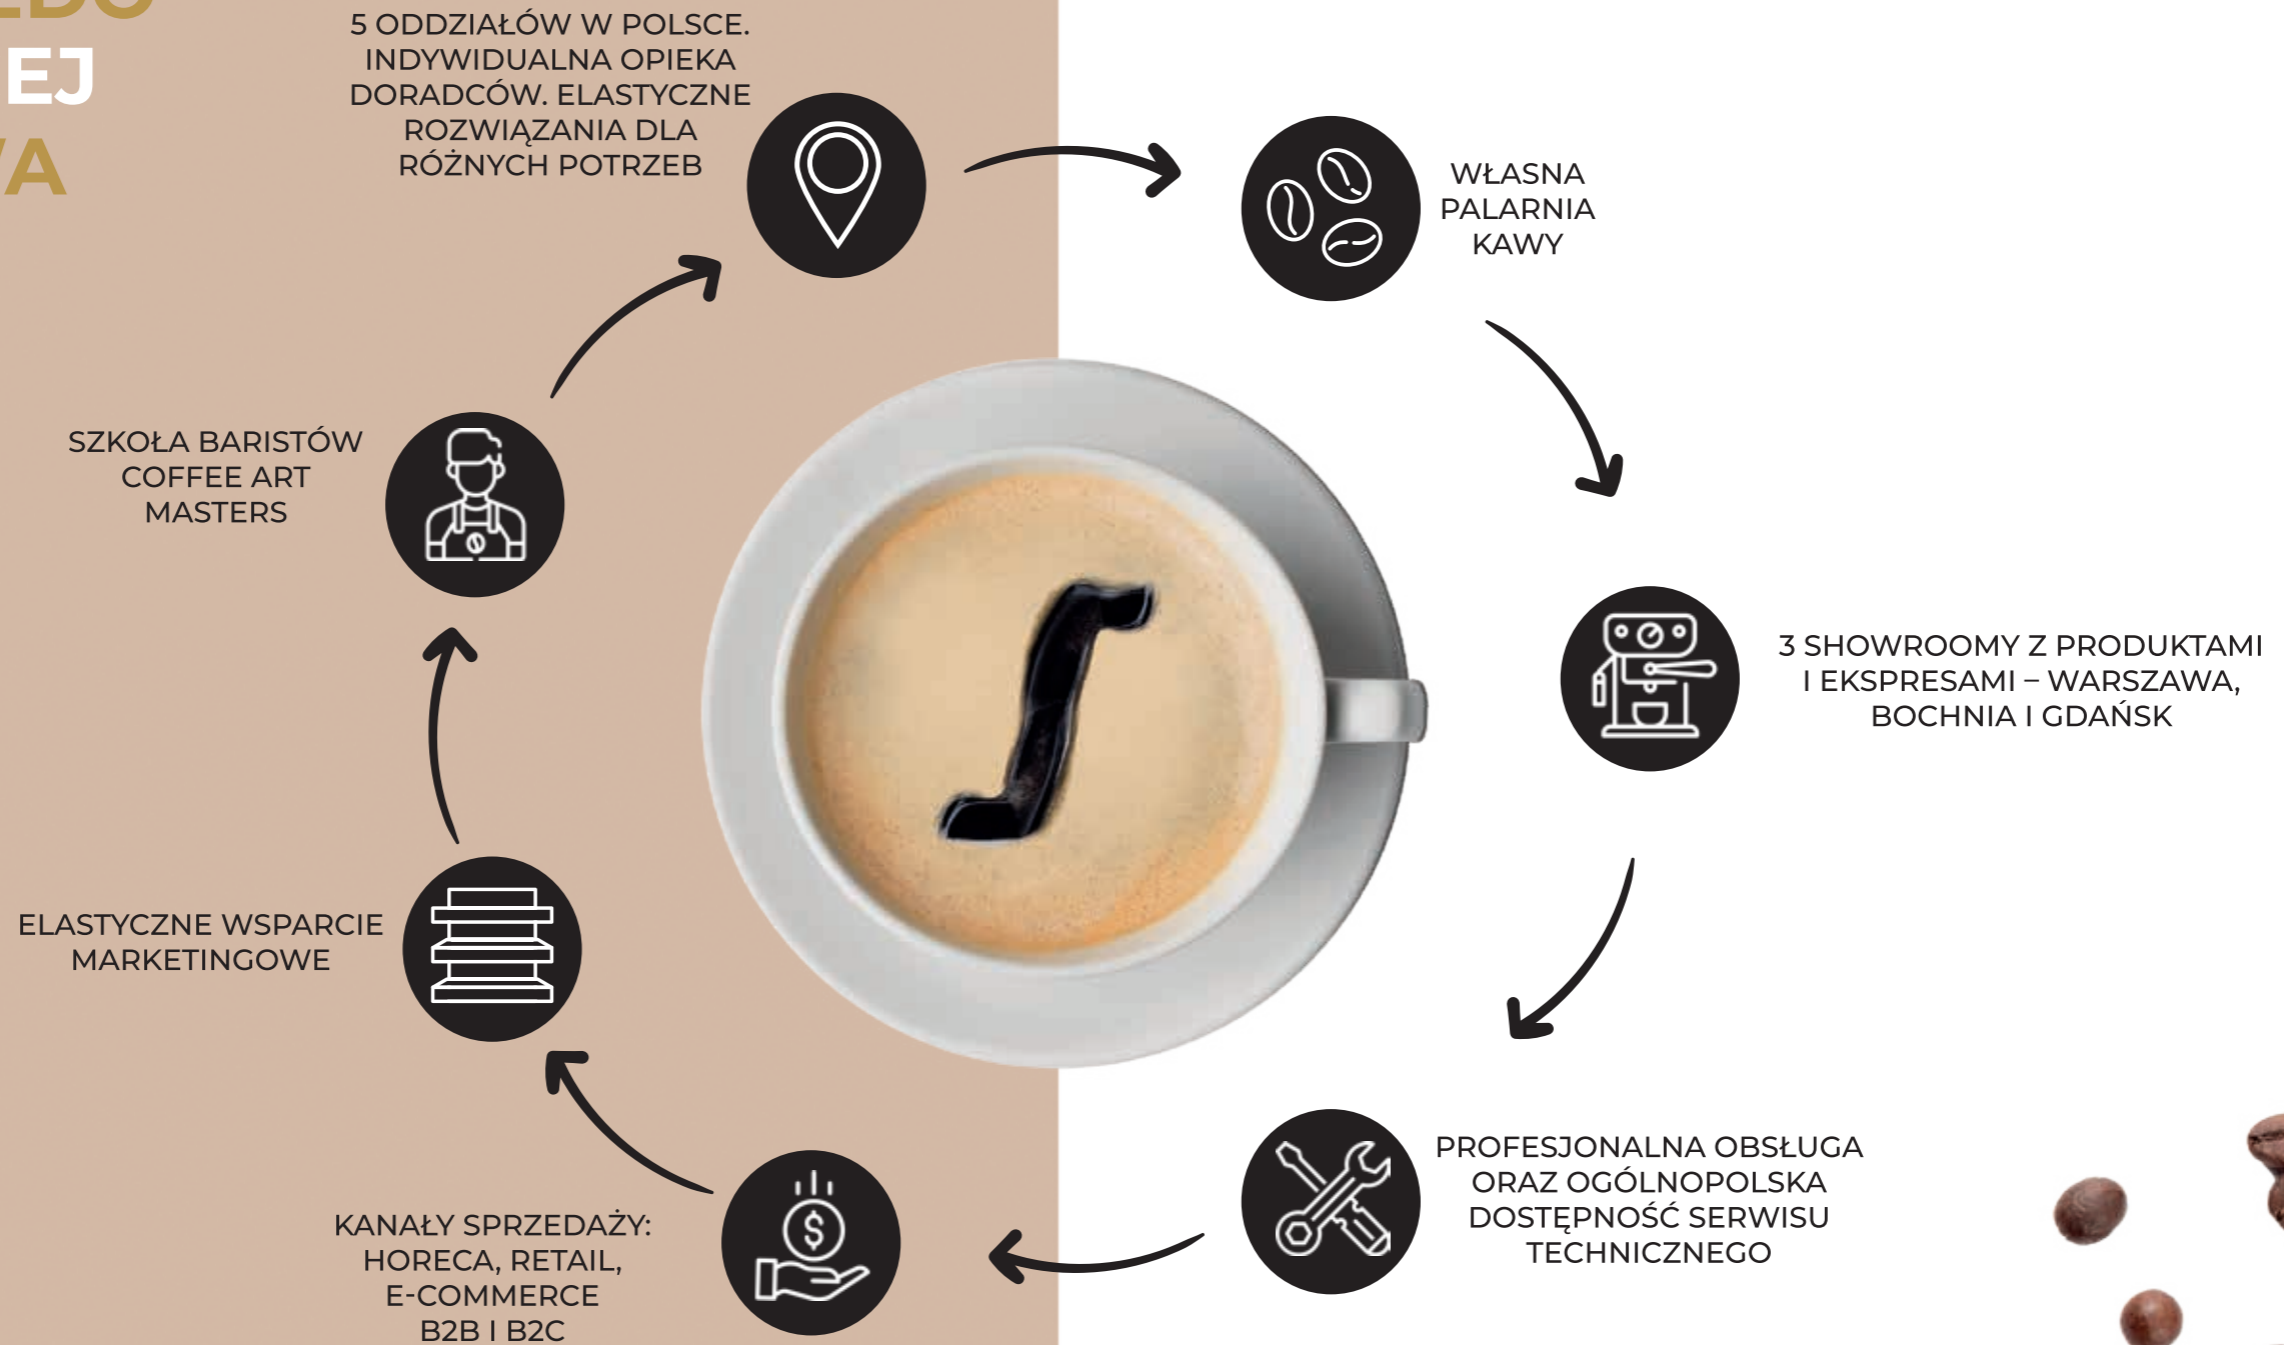 EJ
5 ODDZIAŁÓW W POLSCE.
INDYWIDUALNA OPIEKA
DORADCÓW. ELASTYCZNE
ROZWIĄZANIA DLA
RÓŻNYCH POTRZEB
WŁASNA
PALARNIA
KAWY
3 SHOWROOMY Z PRODUKTAMI
I EKSPRESAMI – WARSZAWA,
BOCHNIA I GDAŃSK
PROFESJONALNA OBSŁUGA
ORAZ OGÓLNOPOLSKA
DOSTĘPNOŚĆ SERWISU
TECHNICZNEGO
KANAŁY SPRZEDAŻY:
HORECA, RETAIL,
E-COMMERCE
B2B I B2C
ELASTYCZNE WSPARCIE
MARKETINGOWE
SZKOŁA BARISTÓW
COFFEE ART
MASTERS